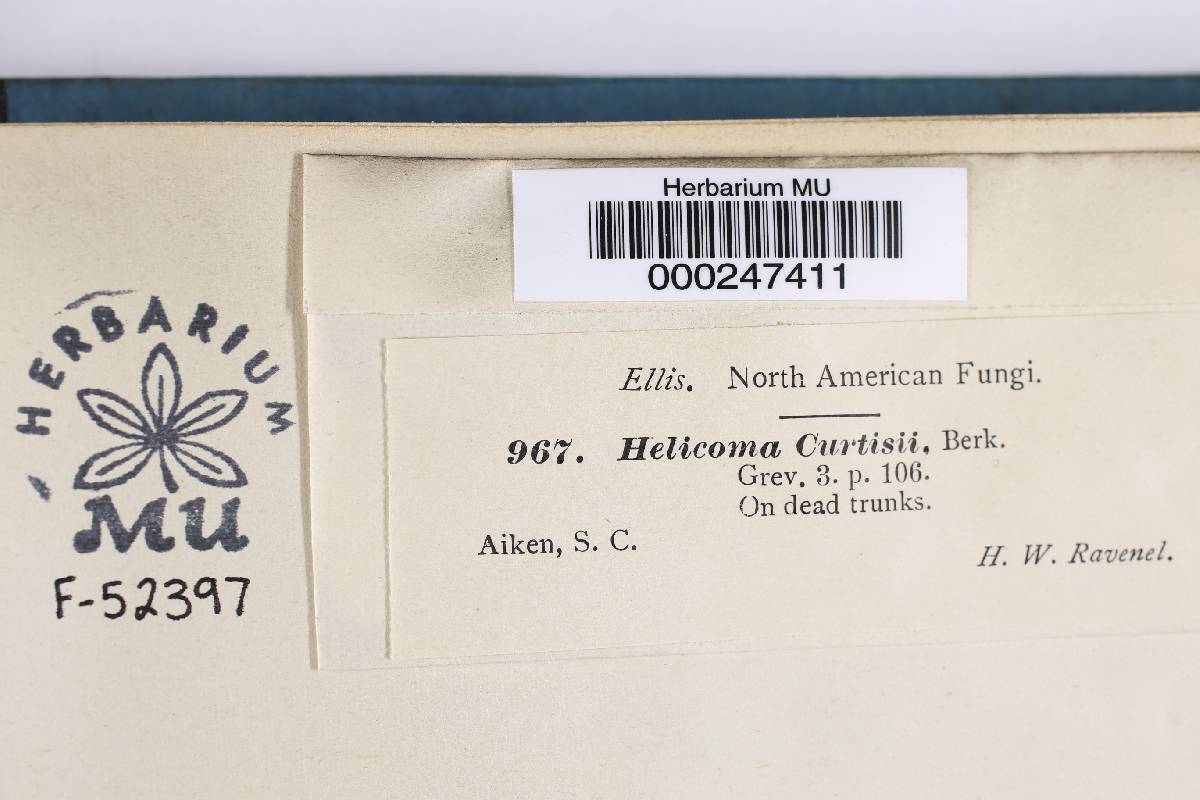 Herbarium MU
000247411
HERBARIUM
MU
F-52397
Ellis. North American Fungi.
967. Helicoma Curtisii, Berk.
Grev. 3. p. 106.
On dead trunks.
Aiken, S. C.
H. W. Ravenel.